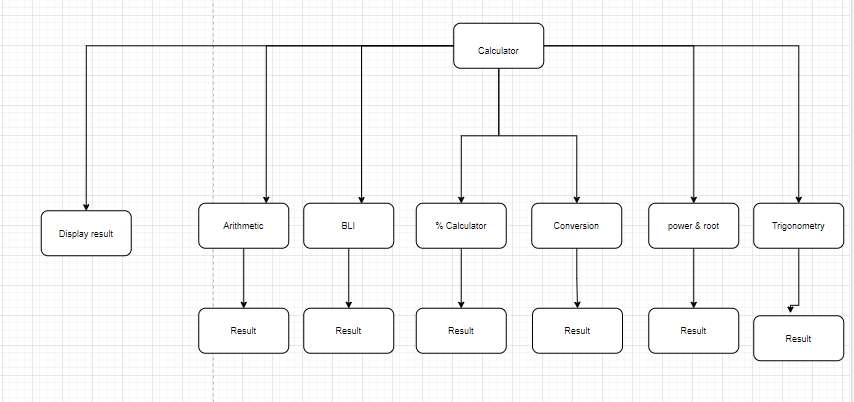 Calculator
Display result
Arithmetic
BLI
% Calculator
Conversion
power & root
Trigonometry
Result
Result
Result
Result
Result
Result